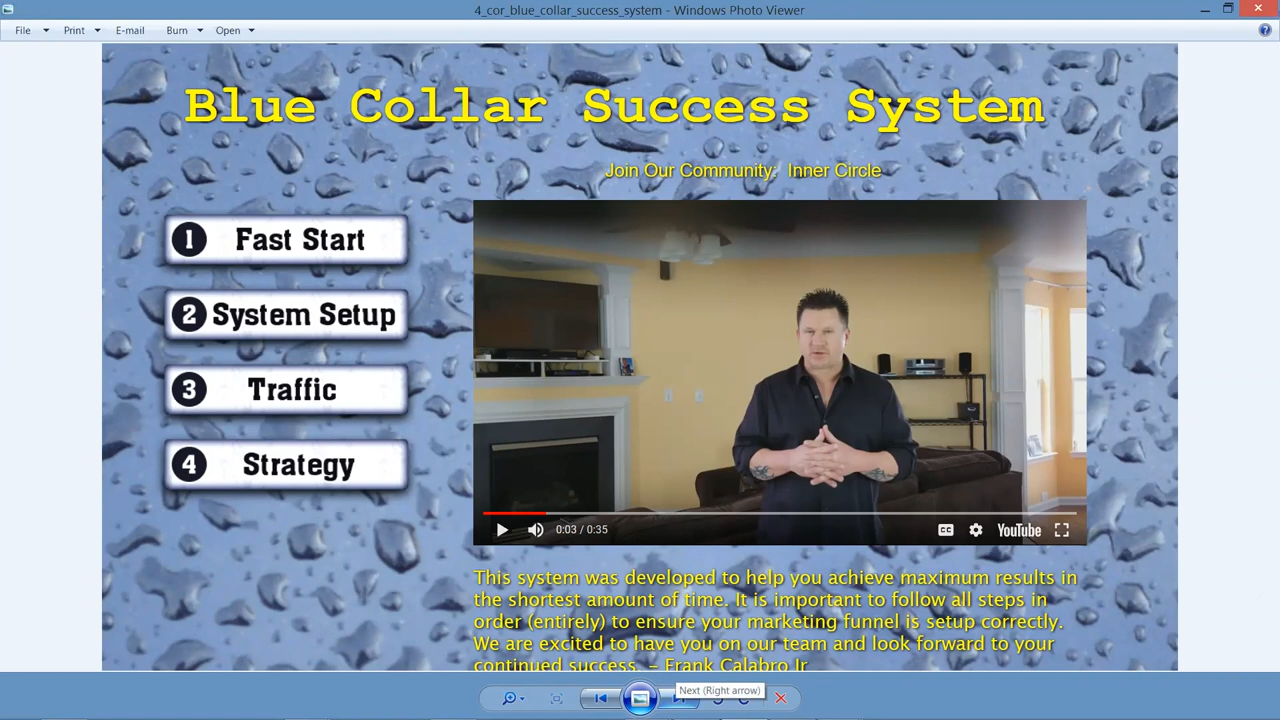 4_cor_blue_collar_success_system - Windows Photo Viewer
File Print E-mail Burn Open
Blue Collar Success System
Join Our Community: Inner Circle
1 Fast Start
2 System Setup
3 Traffic
4 Strategy
0:03 / 0:35
CC
YouTube
This system was developed to help you achieve maximum results in
the shortest amount of time. It is important to follow all steps in
order (entirely) to ensure your marketing funnel is setup correctly.
We are excited to have you on our team and look forward to your
continued success. – Frank Calabro Jr
Next (Right arrow)